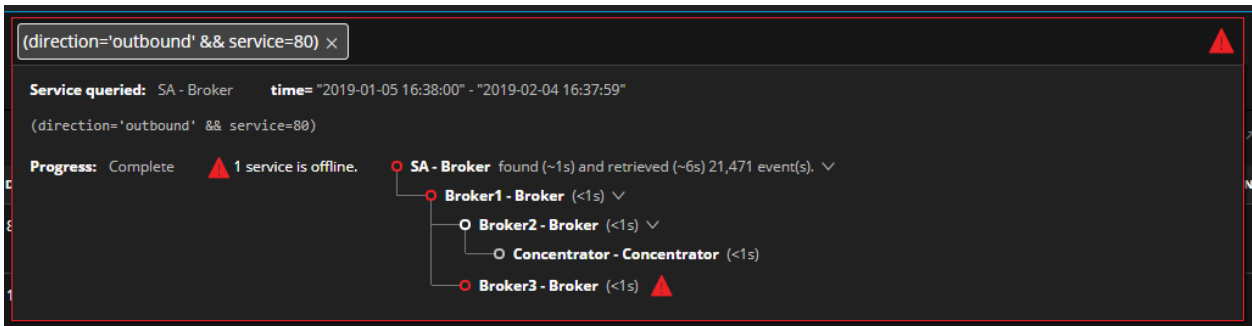 (direction='outbound' && service=80) ×
Service queried: SA - Broker time= "2019-01-05 16:38:00" - "2019-02-04 16:37:59"
(direction='outbound' && service=80)
Progress: Complete 1 service is offline. SA - Broker found (~1s) and retrieved (~6s) 21,471 event(s).
Broker1 - Broker (<1s)
Broker2 - Broker (<1s)
Concentrator - Concentrator (<1s)
Broker3 - Broker (<1s)